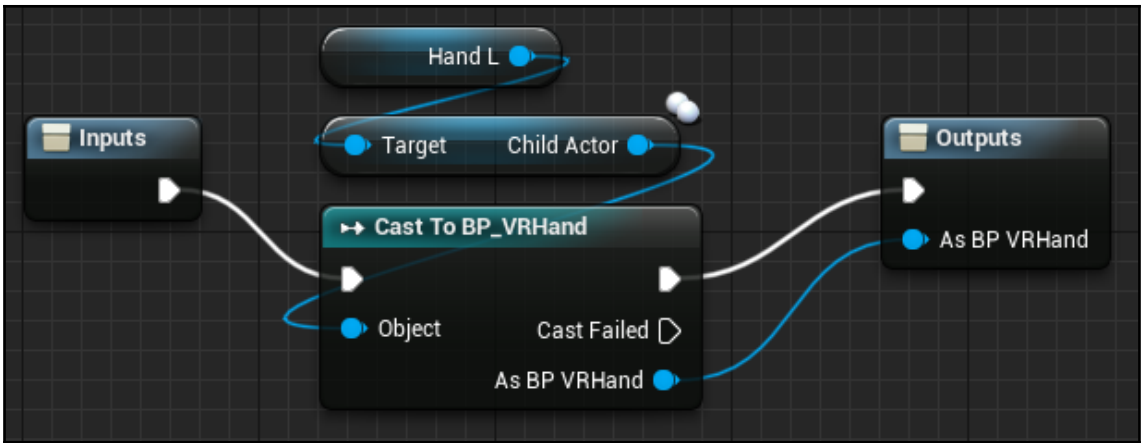 Hand L
Inputs
Target Child Actor
Outputs
Cast To BP_VRHand
As BP VRHand
Object
Cast Failed
As BP VRHand